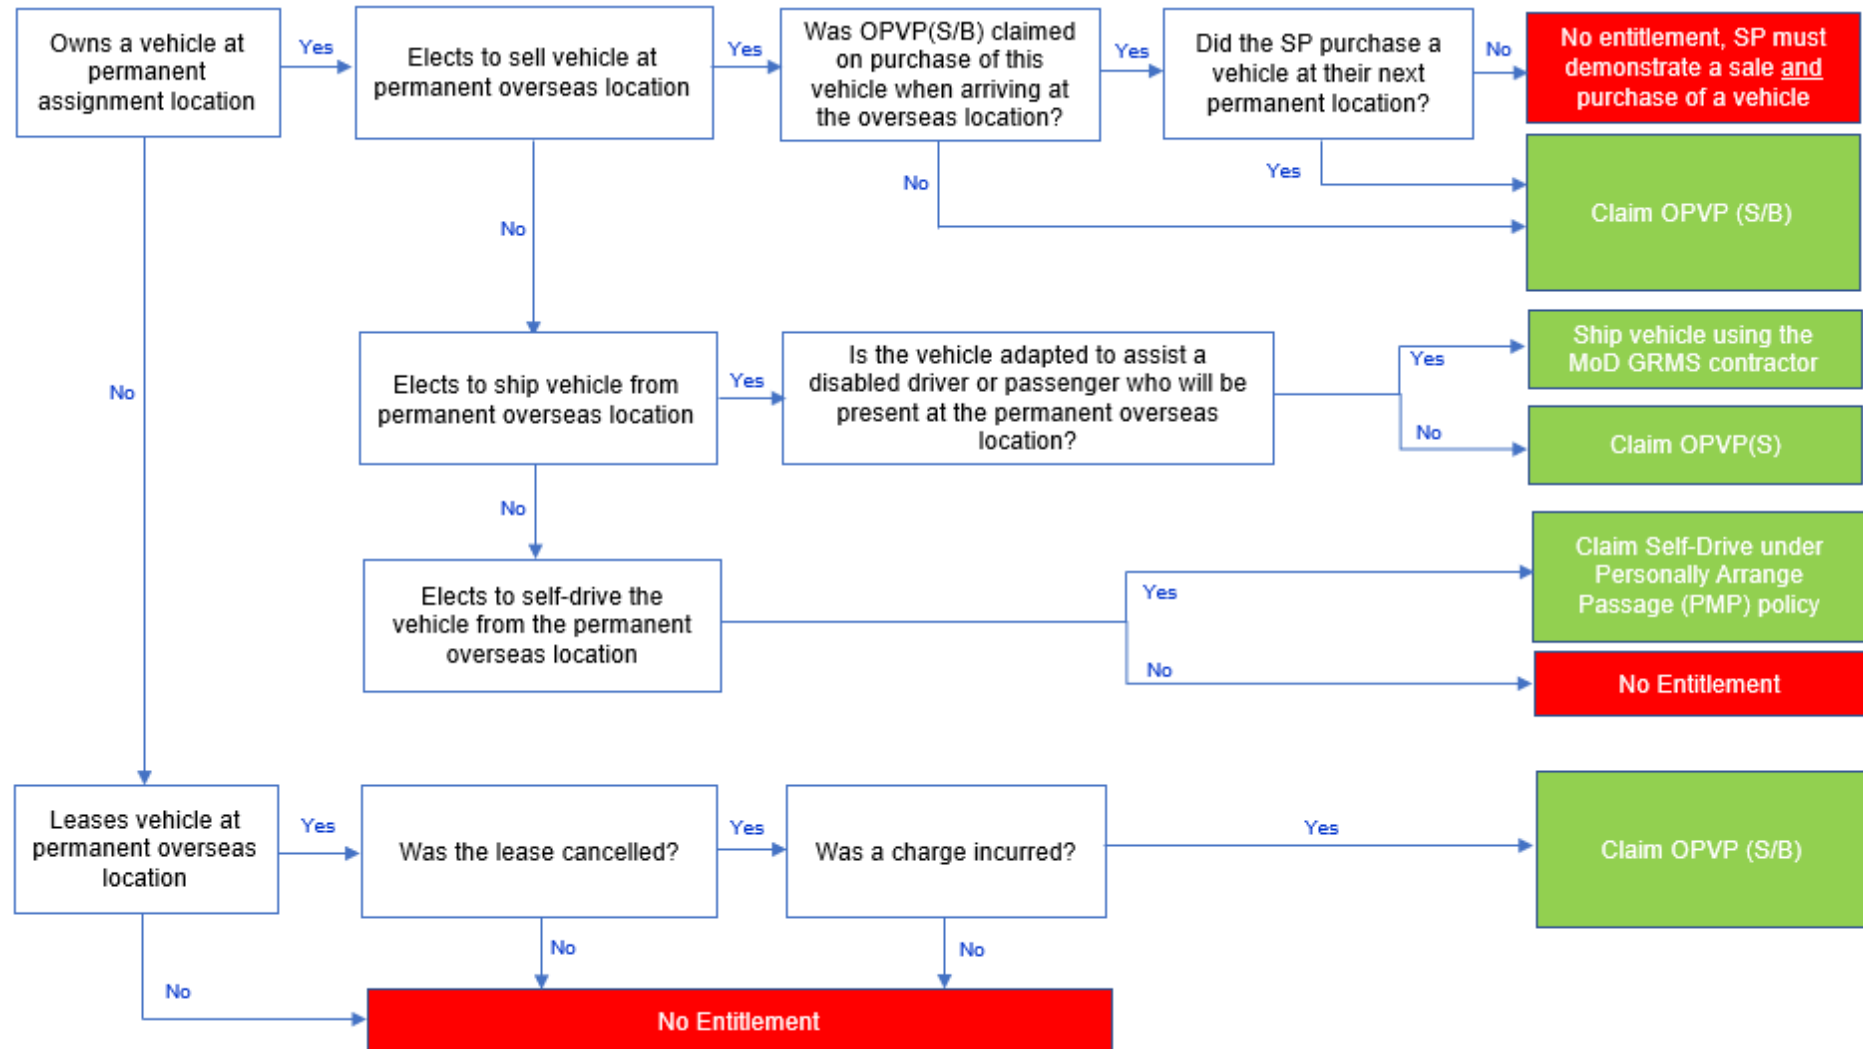 Owns a vehicle at
permanent
assignment location
Yes
Elects to sell vehicle at
permanent overseas location
Yes
Was OPVP(S/B) claimed
on purchase of this
vehicle when arriving at
the overseas location?
Yes
Did the SP purchase a
vehicle at their next
permanent location?
No
No entitlement, SP must
demonstrate a sale and
purchase of a vehicle
Yes
No
Claim OPVP (S/B)
No
No
Elects to ship vehicle from
permanent overseas location
Yes
Is the vehicle adapted to assist a
disabled driver or passenger who will be
present at the permanent overseas
location?
Yes
Ship vehicle using the
MoD GRMS contractor
No
Claim OPVP(S)
No
Elects to self-drive the
vehicle from the permanent
overseas location
Yes
Claim Self-Drive under
Personally Arrange
Passage (PMP) policy
No
No Entitlement
Leases vehicle at
permanent overseas
location
Yes
Was the lease cancelled?
Yes
Was a charge incurred?
Yes
Claim OPVP (S/B)
No
No
No
No Entitlement